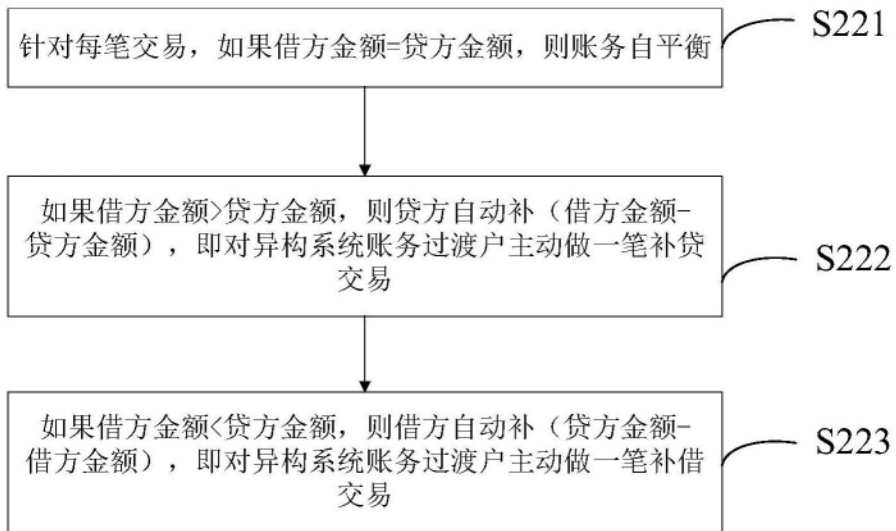 针对每笔交易，如果借方金额=贷方金额，则账务自平衡
S221
如果借方金额>贷方金额，则贷方自动补（借方金额-
贷方金额），即对异构系统账务过渡户主动做一笔补贷
交易
S222
如果借方金额<贷方金额，则借方自动补（贷方金额-
借方金额），即对异构系统账务过渡户主动做一笔补借
交易
S223